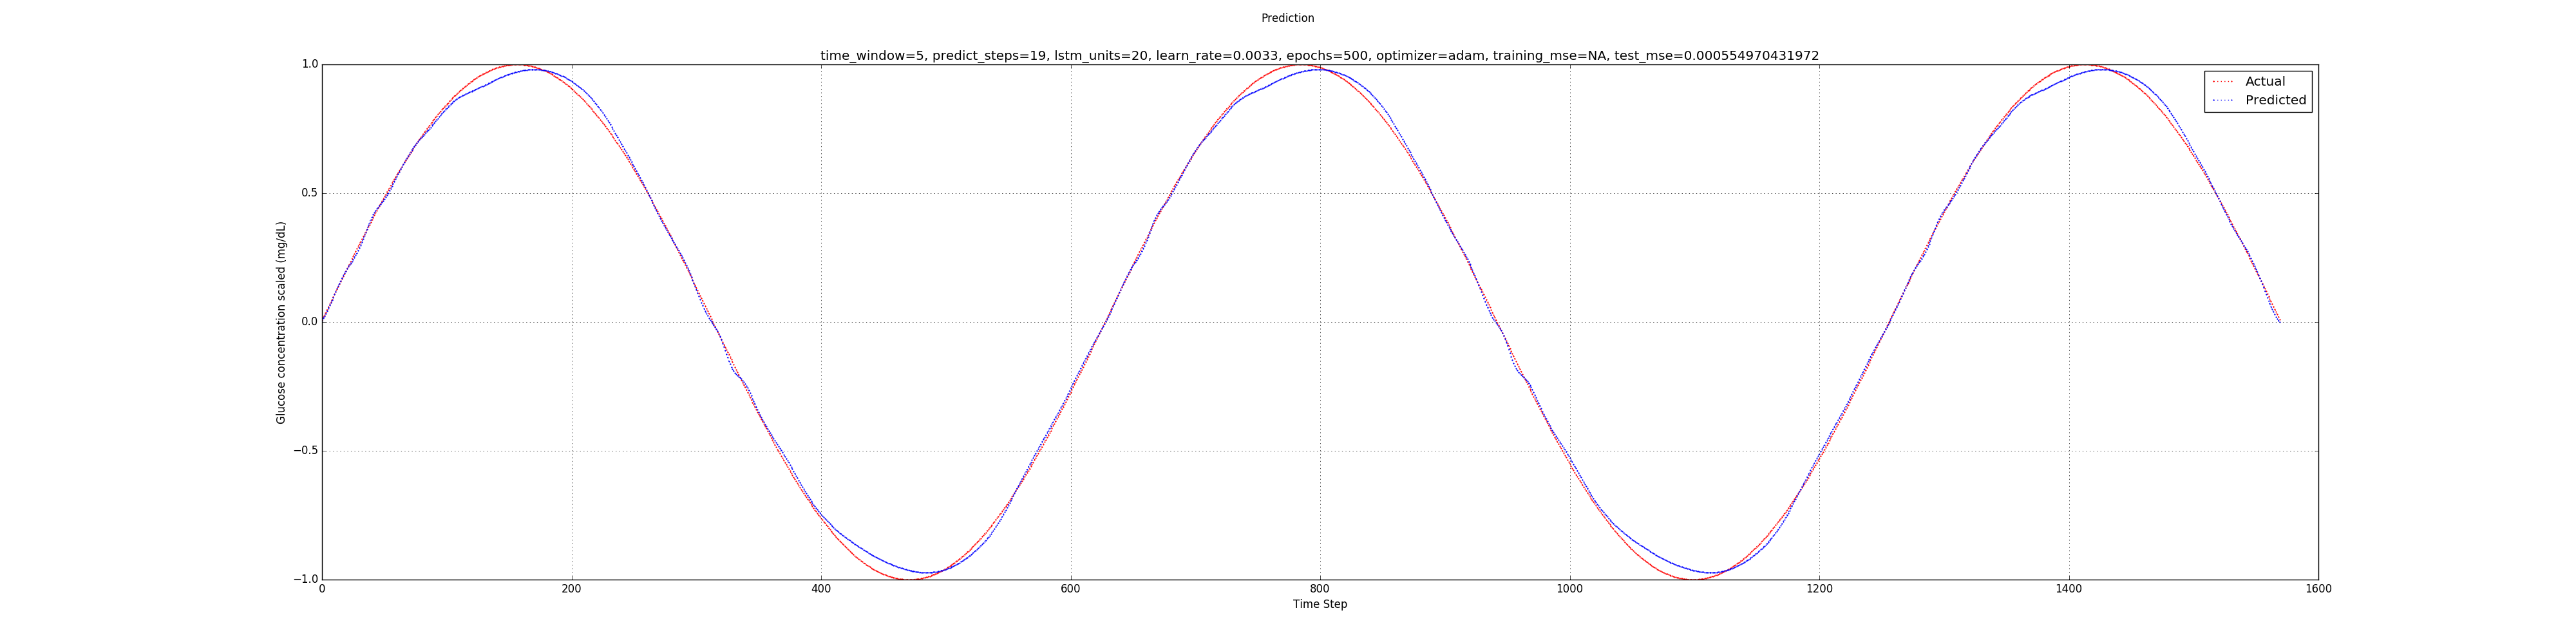 Prediction
time_window=5, predict_steps=19, lstm_units=20, learn_rate=0.0033, epochs=500, optimizer=adam, training_mse=NA, test_mse=0.000554970431972
Actual
Predicted
Glucose concentration scaled (mg/dL)
1.0
0.5
0.0
−0.5
−1.0
0 200 400 600 800 1000 1200 1400 1600
Time Step